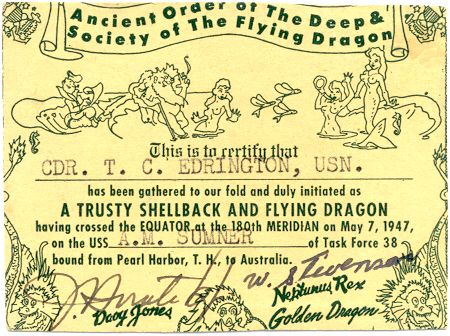 Ancient Order of The Deep &
Society of The Flying Dragon
This is to certify that
CDR. T. C. EDRINGTON, USN.
has been gathered to our fold and duly initiated as
A TRUSTY SHELLBACK AND FLYING DRAGON
having crossed the EQUATOR at the 180th MERIDIAN on May 7, 1947,
on the USS A.M. SUMNER of Task Force 38
bound from Pearl Harbor, T. H., to Australia.
W. Stevenson
Davy Jones
Neptunus Rex
Golden Dragon